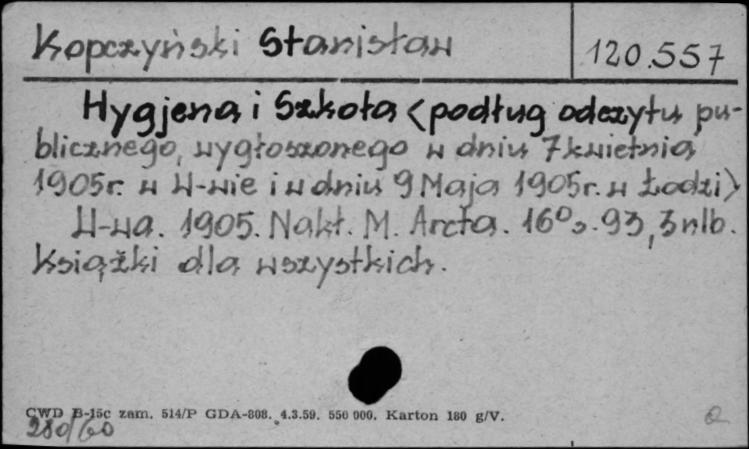 Kopczyński Stanisław
120.557
Hygjena i Szkoła <podług odczytu pu-
blicznego, wygłoszonego w dniu 7 kwietnia
1905r. w W-wie i w dniu 9 Maja 1905r. w Łodzi>
W-wa. 1905. Nakł. M. Arcta. 16° s. 93, 3 nlb.
Książki dla wszystkich.
CWD B-15c zam. 514/P GDA-808. 4.3.59. 550 000. Karton 180 g/V.
280/60